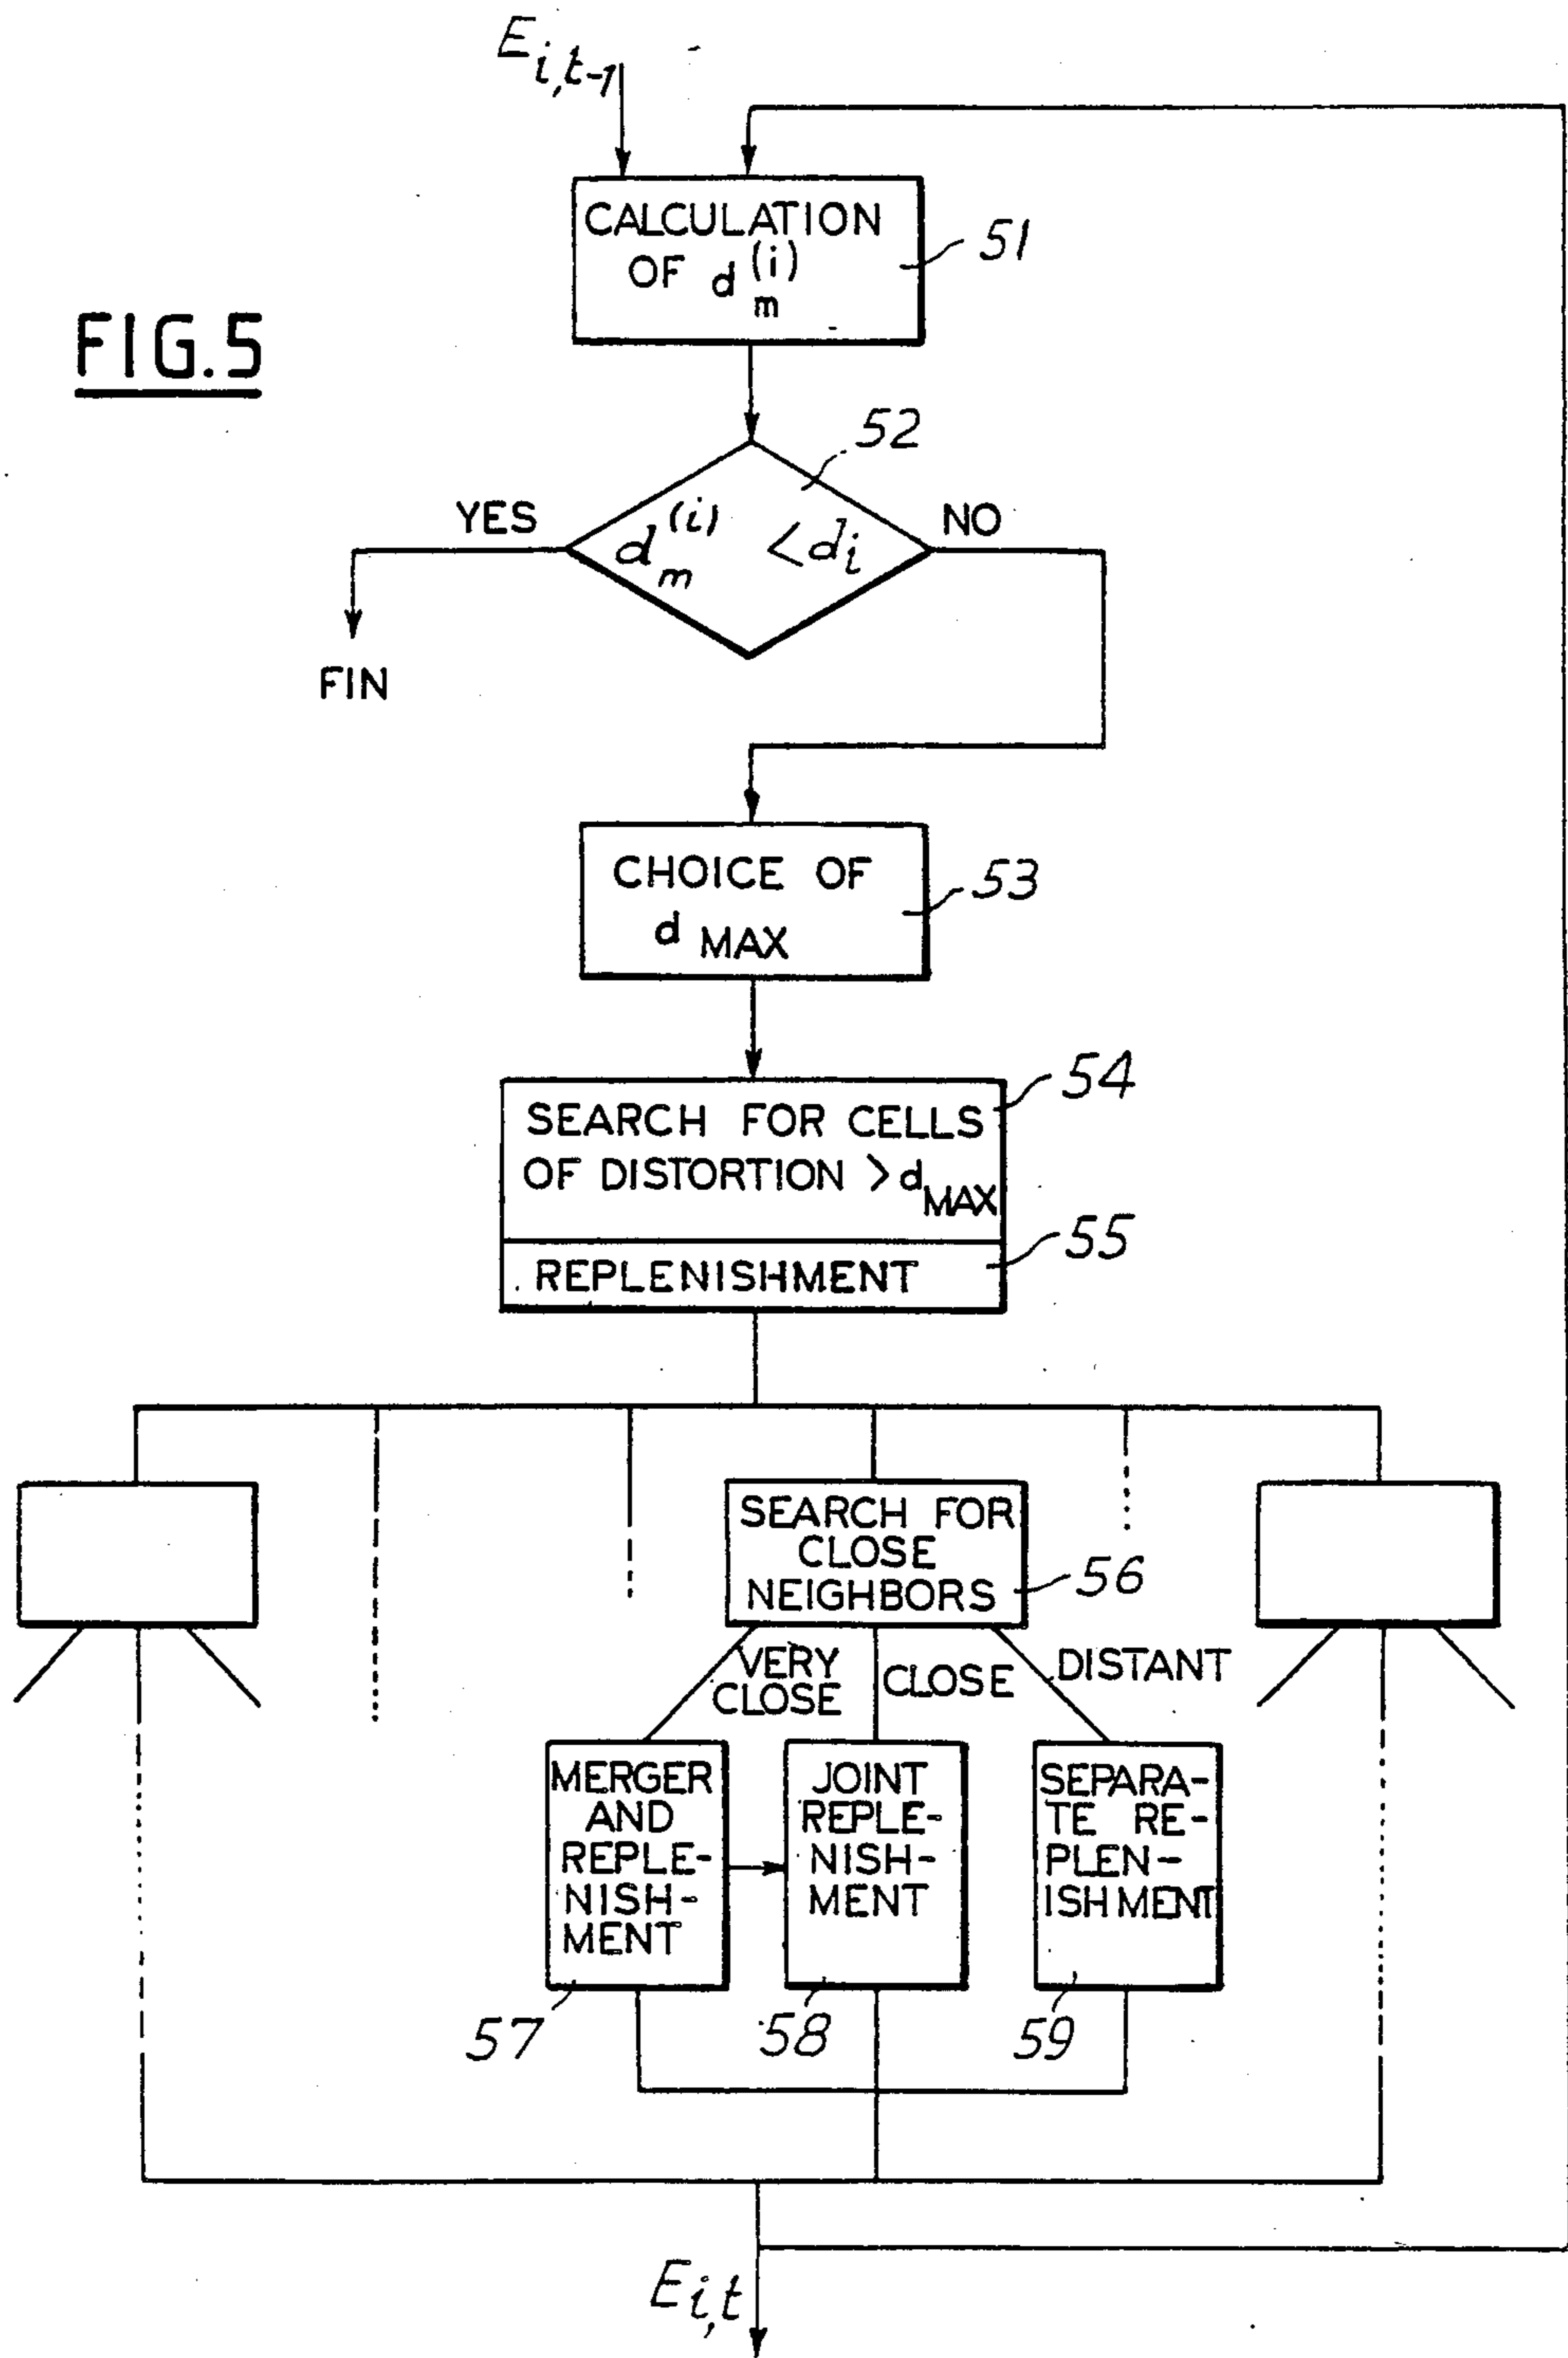 E i,t-1
CALCULATION
OF d m (i)
51
FIG.5
52
YES
d m (i) < d i
NO
FIN
CHOICE OF
d MAX
53
54
SEARCH FOR CELLS
OF DISTORTION > d MAX
55
REPLENISHMENT
SEARCH FOR
CLOSE
NEIGHBORS
56
VERY
CLOSE
CLOSE
DISTANT
MERGER
AND
REPLE-
NISH-
MENT
JOINT
REPLE-
NISH-
MENT
SEPARA-
TE RE-
PLEN-
ISHMENT
57
58
59
E i,t